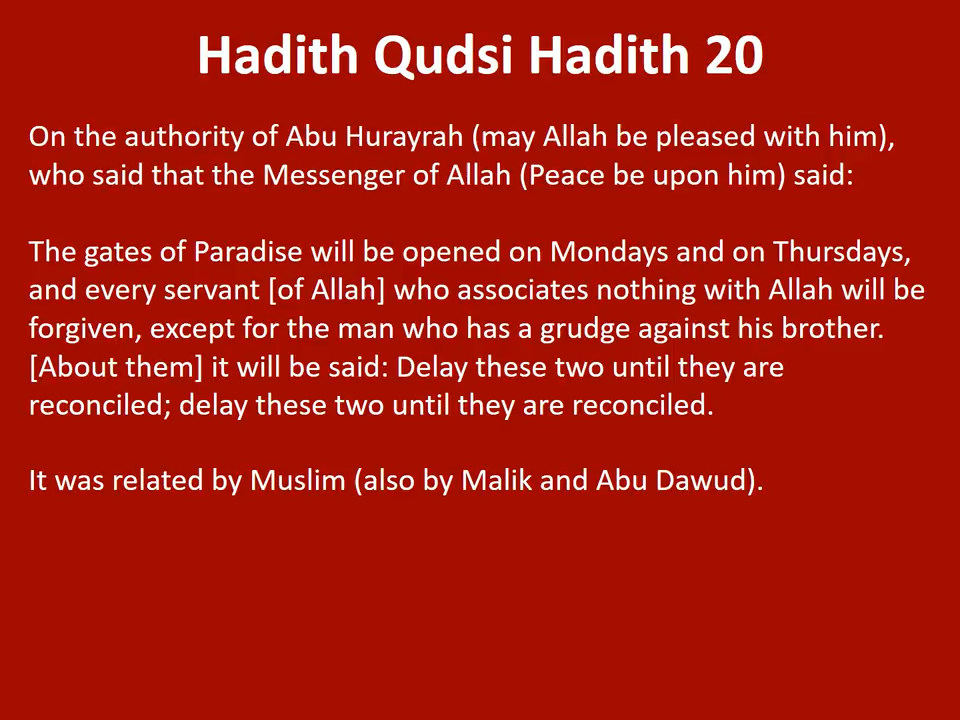 Hadith Qudsi Hadith 20
On the authority of Abu Hurayrah (may Allah be pleased with him),
who said that the Messenger of Allah (Peace be upon him) said:
The gates of Paradise will be opened on Mondays and on Thursdays,
and every servant [of Allah] who associates nothing with Allah will be
forgiven, except for the man who has a grudge against his brother.
[About them] it will be said: Delay these two until they are
reconciled; delay these two until they are reconciled.
It was related by Muslim (also by Malik and Abu Dawud).